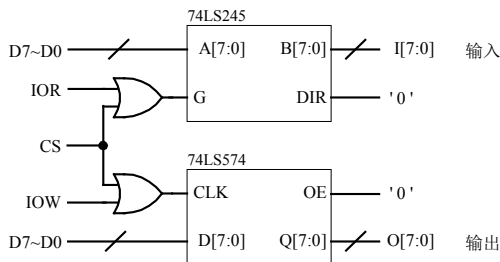 74LS245
D7~D0 A[7:0] B[7:0] I[7:0] 输入
IOR G DIR '0'
CS
74LS574
IOW CLK OE '0'
D7~D0 D[7:0] Q[7:0] O[7:0] 输出